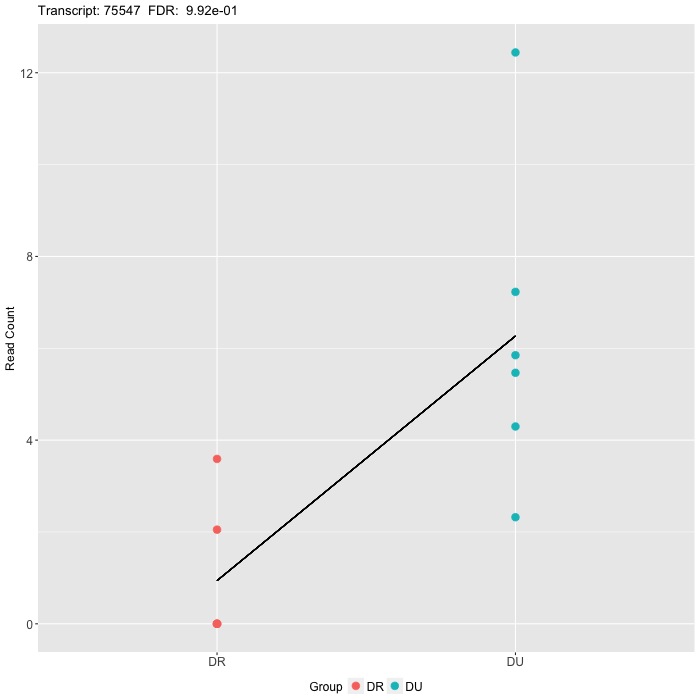 Transcript: 75547  FDR:  9.92e-01
Read Count
12
8
4
0
DR DU
Group DR DU